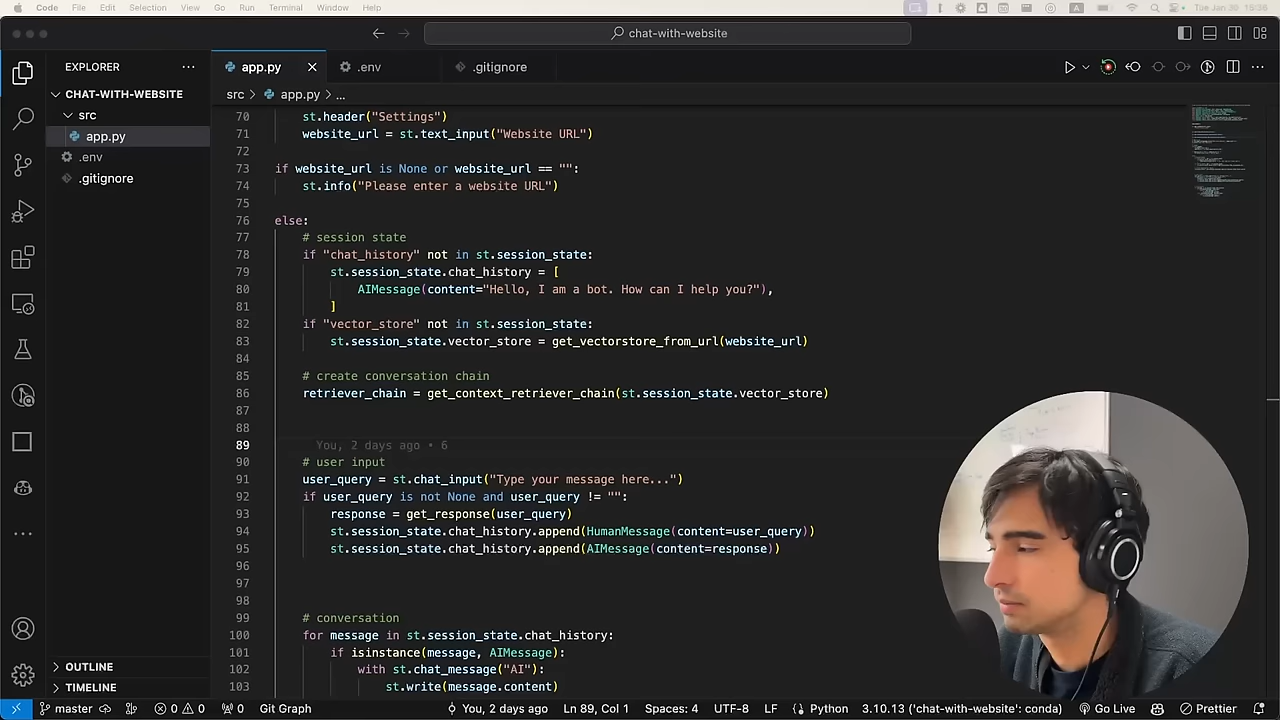 Code File Edit Selection View Go Run Terminal Window Help Tue Jan 30 15:36
chat-with-website
EXPLORER
app.py
.env
.gitignore
CHAT-WITH-WEBSITE
src
app.py
.env
.gitignore
OUTLINE
TIMELINE
src > app.py > ...
70 st.header("Settings")
71 website_url = st.text_input("Website URL")
72
73 if website_url is None or website_url == "":
74 st.info("Please enter a website URL")
75
76 else:
77 # session state
78 if "chat_history" not in st.session_state:
79 st.session_state.chat_history = [
80 AIMessage(content="Hello, I am a bot. How can I help you?"),
81 ]
82 if "vector_store" not in st.session_state:
83 st.session_state.vector_store = get_vectorstore_from_url(website_url)
84
85 # create conversation chain
86 retriever_chain = get_context_retriever_chain(st.session_state.vector_store)
87
88
89 You, 2 days ago • 6
90 # user input
91 user_query = st.chat_input("Type your message here...")
92 if user_query is not None and user_query != "":
93 response = get_response(user_query)
94 st.session_state.chat_history.append(HumanMessage(content=user_query))
95 st.session_state.chat_history.append(AIMessage(content=response))
96
97
98
99 # conversation
100 for message in st.session_state.chat_history:
101 if isinstance(message, AIMessage):
102 with st.chat_message("AI"):
103 st.write(message.content)
master 0 0 0 Git Graph You, 2 days ago Ln 89, Col 1 Spaces: 4 UTF-8 LF Python 3.10.13 ('chat-with-website': conda) Go Live Prettier